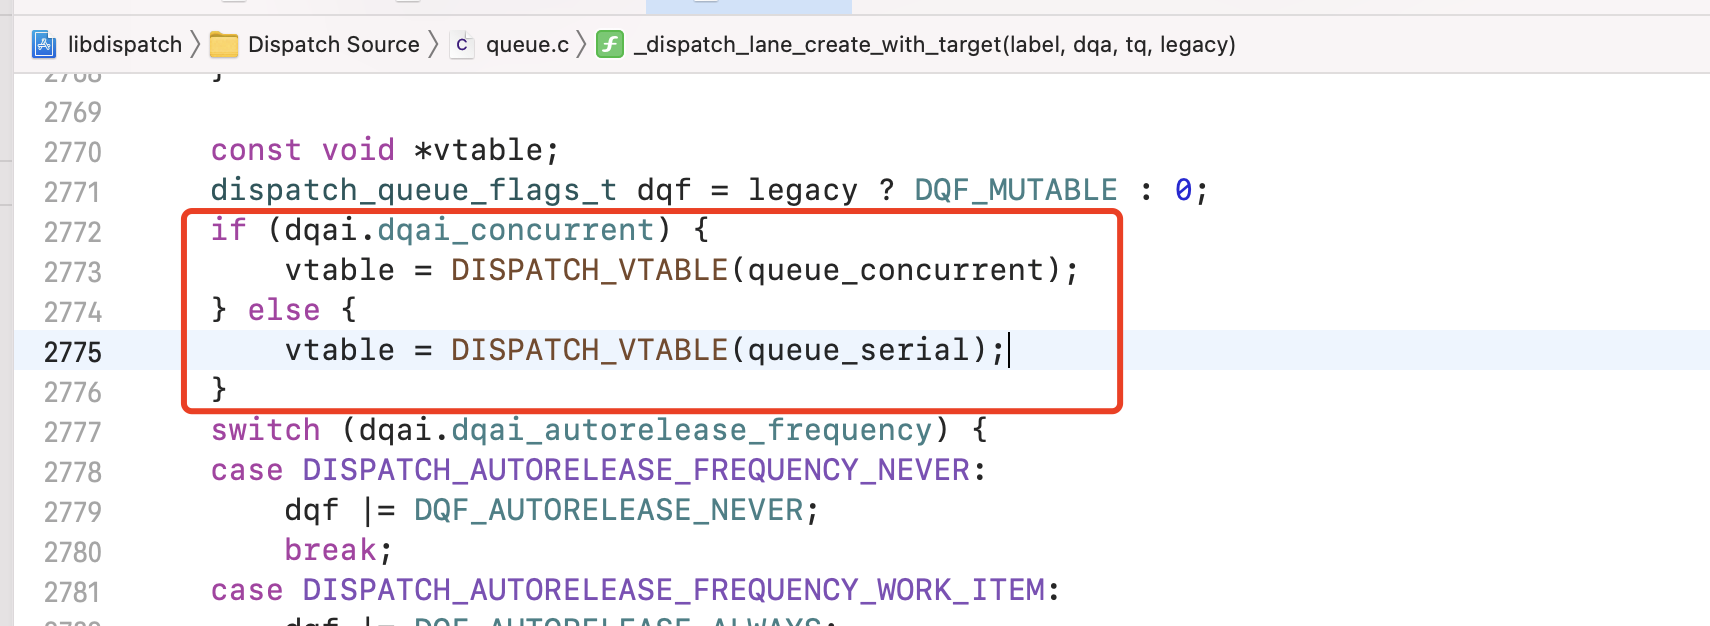 libdispatch 〉 Dispatch Source 〉 C queue.c 〉 f _dispatch_lane_create_with_target(label, dqa, tq, legacy)
2768 }
2769
2770 const void *vtable;
2771 dispatch_queue_flags_t dqf = legacy ? DQF_MUTABLE : 0;
2772 if (dqai.dqai_concurrent) {
2773 vtable = DISPATCH_VTABLE(queue_concurrent);
2774 } else {
2775 vtable = DISPATCH_VTABLE(queue_serial);
2776 }
2777 switch (dqai.dqai_autorelease_frequency) {
2778 case DISPATCH_AUTORELEASE_FREQUENCY_NEVER:
2779 dqf |= DQF_AUTORELEASE_NEVER;
2780 break;
2781 case DISPATCH_AUTORELEASE_FREQUENCY_WORK_ITEM:
dqf |= DQF_AUTORELEASE_ALWAYS;